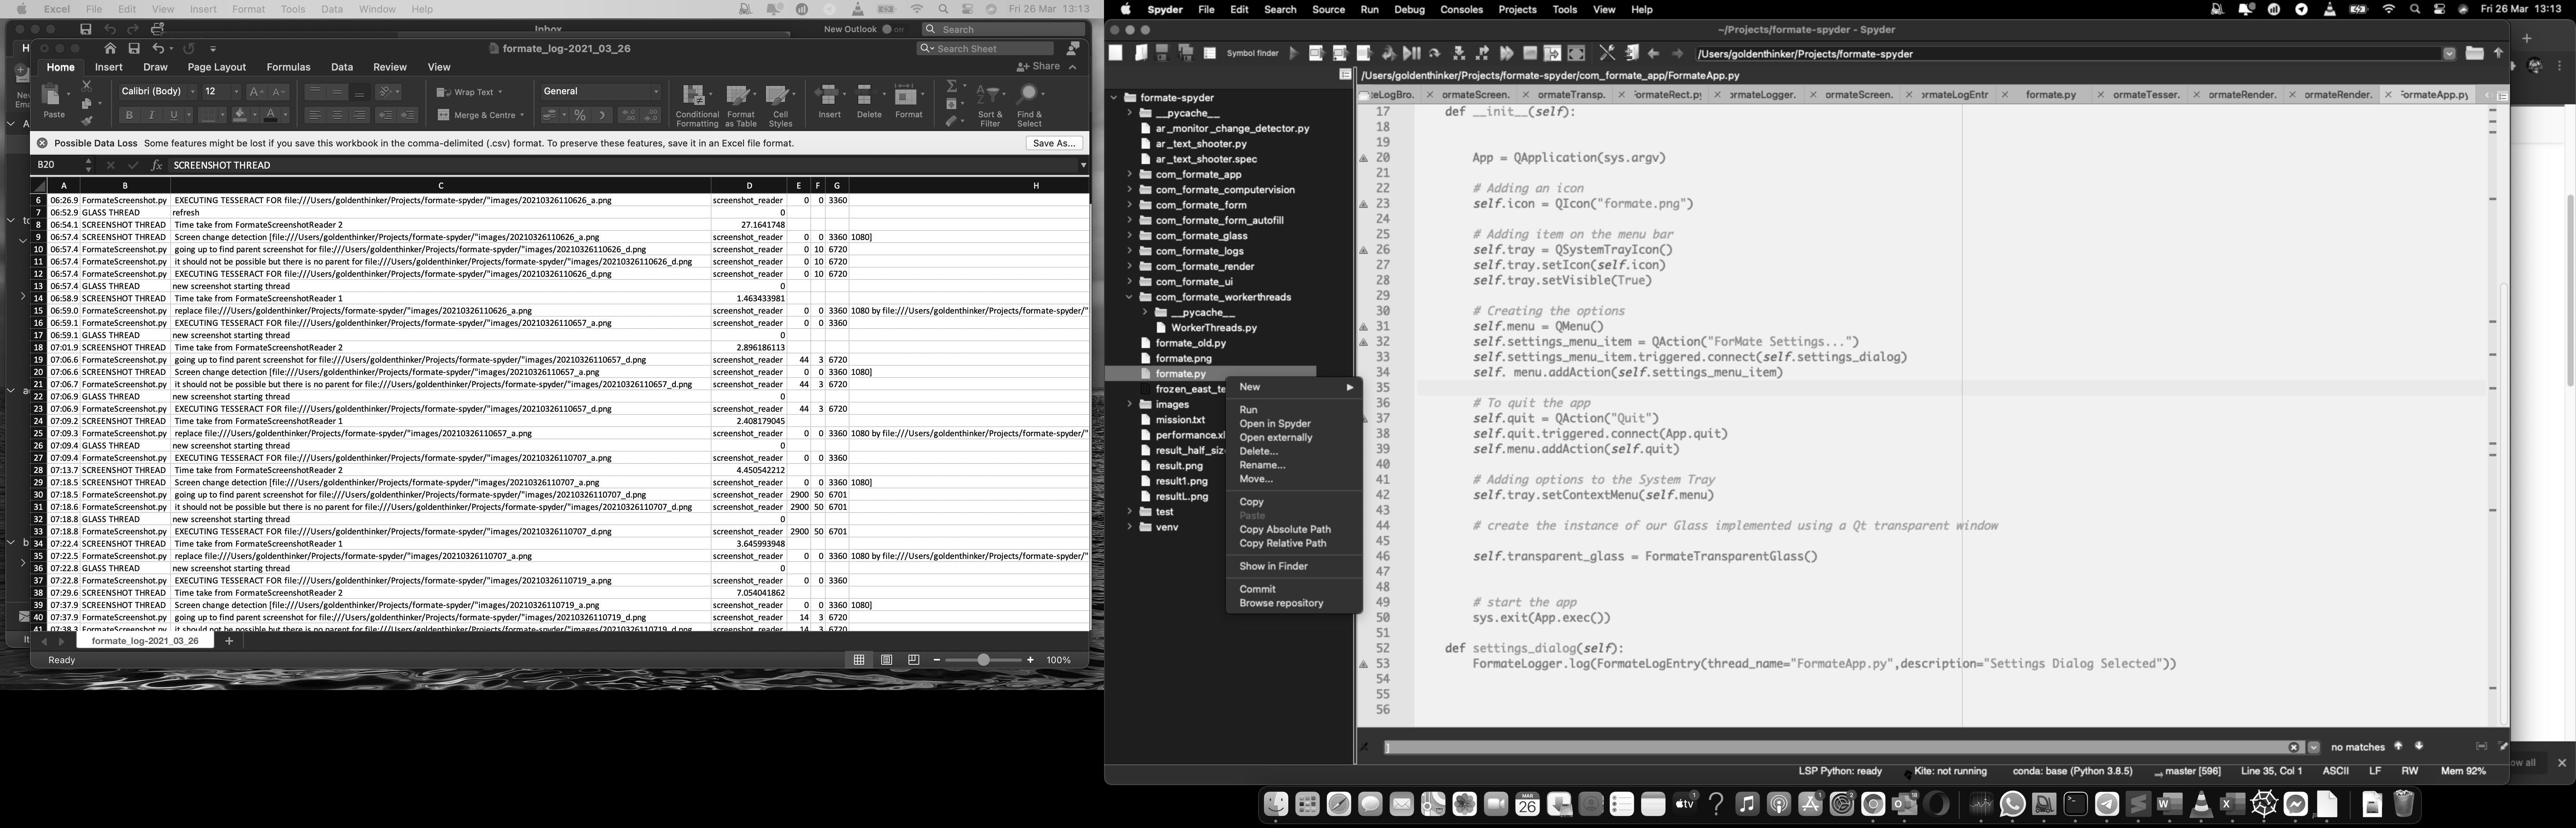 Excel File Edit View Insert Format Tools Data Window Help Fri 26 Mar 13:13
Inbox New Outlook Search
formate_log-2021_03_26 Search Sheet
Home Insert Draw Page Layout Formulas Data Review View Share
Calibri (Body) 12 Wrap Text General
Paste B I U Merge & Centre Conditional Formatting Format as Table Cell Styles Insert Delete Format Sort & Filter Find & Select
Possible Data Loss Some features might be lost if you save this workbook in the comma-delimited (.csv) format. To preserve these features, save it in an Excel file format. Save As...
B20 fx SCREENSHOT THREAD
A B C D E F G H
6 06:26.9 FormateScreenshot.py EXECUTING TESSERACT FOR file:///Users/goldenthinker/Projects/formate-spyder/"images/20210326110626_a.png screenshot_reader 0 0 3360
7 06:52.9 GLASS THREAD refresh 0
8 06:54.1 SCREENSHOT THREAD Time take from FormateScreenshotReader 2 27.1641748
9 06:57.4 SCREENSHOT THREAD Screen change detection [file:///Users/goldenthinker/Projects/formate-spyder/"images/20210326110626_a.png screenshot_reader 0 0 3360 1080]
10 06:57.4 FormateScreenshot.py going up to find parent screenshot for file:///Users/goldenthinker/Projects/formate-spyder/"images/20210326110626_d.png screenshot_reader 0 10 6720
11 06:57.4 FormateScreenshot.py it should not be possible but there is no parent for file:///Users/goldenthinker/Projects/formate-spyder/"images/20210326110626_d.png screenshot_reader 0 10 6720
12 06:57.4 FormateScreenshot.py EXECUTING TESSERACT FOR file:///Users/goldenthinker/Projects/formate-spyder/"images/20210326110626_d.png screenshot_reader 0 10 6720
13 06:57.4 GLASS THREAD new screenshot starting thread 0
14 06:58.9 SCREENSHOT THREAD Time take from FormateScreenshotReader 1 1.463433981
15 06:59.0 FormateScreenshot.py replace file:///Users/goldenthinker/Projects/formate-spyder/"images/20210326110626_a.png screenshot_reader 0 0 3360 1080 by file:///Users/goldenthinker/Projects/formate-spyder/"
16 06:59.1 FormateScreenshot.py EXECUTING TESSERACT FOR file:///Users/goldenthinker/Projects/formate-spyder/"images/20210326110657_a.png screenshot_reader 0 0 3360
17 06:59.1 GLASS THREAD new screenshot starting thread 0
18 07:01.9 SCREENSHOT THREAD Time take from FormateScreenshotReader 2 2.896186113
19 07:06.6 FormateScreenshot.py going up to find parent screenshot for file:///Users/goldenthinker/Projects/formate-spyder/"images/20210326110657_d.png screenshot_reader 44 3 6720
20 07:06.6 SCREENSHOT THREAD Screen change detection [file:///Users/goldenthinker/Projects/formate-spyder/"images/20210326110657_a.png screenshot_reader 0 0 3360 1080]
21 07:06.7 FormateScreenshot.py it should not be possible but there is no parent for file:///Users/goldenthinker/Projects/formate-spyder/"images/20210326110657_d.png screenshot_reader 44 3 6720
22 07:06.9 GLASS THREAD new screenshot starting thread 0
23 07:06.9 FormateScreenshot.py EXECUTING TESSERACT FOR file:///Users/goldenthinker/Projects/formate-spyder/"images/20210326110657_d.png screenshot_reader 44 3 6720
24 07:09.2 SCREENSHOT THREAD Time take from FormateScreenshotReader 1 2.408179045
25 07:09.3 FormateScreenshot.py replace file:///Users/goldenthinker/Projects/formate-spyder/"images/20210326110657_a.png screenshot_reader 0 0 3360 1080 by file:///Users/goldenthinker/Projects/formate-spyder/"
26 07:09.4 GLASS THREAD new screenshot starting thread 0
27 07:09.4 FormateScreenshot.py EXECUTING TESSERACT FOR file:///Users/goldenthinker/Projects/formate-spyder/"images/20210326110707_a.png screenshot_reader 0 0 3360
28 07:13.7 SCREENSHOT THREAD Time take from FormateScreenshotReader 2 4.450542212
29 07:18.5 SCREENSHOT THREAD Screen change detection [file:///Users/goldenthinker/Projects/formate-spyder/"images/20210326110707_a.png screenshot_reader 0 0 3360 1080]
30 07:18.5 FormateScreenshot.py going up to find parent screenshot for file:///Users/goldenthinker/Projects/formate-spyder/"images/20210326110707_d.png screenshot_reader 2900 50 6701
31 07:18.6 FormateScreenshot.py it should not be possible but there is no parent for file:///Users/goldenthinker/Projects/formate-spyder/"images/20210326110707_d.png screenshot_reader 2900 50 6701
32 07:18.8 GLASS THREAD new screenshot starting thread 0
33 07:18.8 FormateScreenshot.py EXECUTING TESSERACT FOR file:///Users/goldenthinker/Projects/formate-spyder/"images/20210326110707_d.png screenshot_reader 2900 50 6701
34 07:22.4 SCREENSHOT THREAD Time take from FormateScreenshotReader 1 3.645993948
35 07:22.5 FormateScreenshot.py replace file:///Users/goldenthinker/Projects/formate-spyder/"images/20210326110707_a.png screenshot_reader 0 0 3360 1080 by file:///Users/goldenthinker/Projects/formate-spyder/"
36 07:22.8 GLASS THREAD new screenshot starting thread 0
37 07:22.8 FormateScreenshot.py EXECUTING TESSERACT FOR file:///Users/goldenthinker/Projects/formate-spyder/"images/20210326110719_a.png screenshot_reader 0 0 3360
38 07:29.6 SCREENSHOT THREAD Time take from FormateScreenshotReader 2 7.054041862
39 07:37.9 SCREENSHOT THREAD Screen change detection [file:///Users/goldenthinker/Projects/formate-spyder/"images/20210326110719_a.png screenshot_reader 0 0 3360 1080]
40 07:37.9 FormateScreenshot.py going up to find parent screenshot for file:///Users/goldenthinker/Projects/formate-spyder/"images/20210326110719_d.png screenshot_reader 14 3 6720
41 07:38.3 FormateScreenshot.py it should not be possible but there is no parent for file:///Users/goldenthinker/Projects/formate-spyder/"images/20210326110719_d.png screenshot_reader 14 3 6720
formate_log-2021_03_26 +
Ready 100%
Spyder File Edit Search Source Run Debug Consoles Projects Tools View Help Fri 26 Mar 13:13
~/Projects/formate-spyder - Spyder
Symbol finder /Users/goldenthinker/Projects/formate-spyder
/Users/goldenthinker/Projects/formate-spyder/com_formate_app/FormateApp.py
teLogBro. ormateScreen. ormateTransp. ormateRect.py ormateLogger. ormateScreen. ormateLogEntr formate.py ormateTesser. ormateRender. ormateRender. FormateApp.py
formate-spyder
__pycache__
ar_monitor_change_detector.py
ar_text_shooter.py
ar_text_shooter.spec
com_formate_app
com_formate_computervision
com_formate_form
com_formate_form_autofill
com_formate_glass
com_formate_logs
com_formate_render
com_formate_ui
com_formate_workerthreads
__pycache__
WorkerThreads.py
formate_old.py
formate.png
formate.py
frozen_east_te
images
mission.txt
performance.xl
result_half_siz
result.png
result1.png
resultL.png
test
venv
New
Run
Open in Spyder
Open externally
Delete...
Rename...
Move...
Copy
Paste
Copy Absolute Path
Copy Relative Path
Show in Finder
Commit
Browse repository
17 def __init__(self):
18
19
20 App = QApplication(sys.argv)
21
22 # Adding an icon
23 self.icon = QIcon("formate.png")
24
25 # Adding item on the menu bar
26 self.tray = QSystemTrayIcon()
27 self.tray.setIcon(self.icon)
28 self.tray.setVisible(True)
29
30 # Creating the options
31 self.menu = QMenu()
32 self.settings_menu_item = QAction("ForMate Settings...")
33 self.settings_menu_item.triggered.connect(self.settings_dialog)
34 self. menu.addAction(self.settings_menu_item)
35
36 # To quit the app
37 self.quit = QAction("Quit")
38 self.quit.triggered.connect(App.quit)
39 self.menu.addAction(self.quit)
40
41 # Adding options to the System Tray
42 self.tray.setContextMenu(self.menu)
43
44 # create the instance of our Glass implemented using a Qt transparent window
45
46 self.transparent_glass = FormateTransparentGlass()
47
48
49 # start the app
50 sys.exit(App.exec())
51
52 def settings_dialog(self):
53 FormateLogger.log(FormateLogEntry(thread_name="FormateApp.py",description="Settings Dialog Selected"))
54
55
56
] no matches
LSP Python: ready Kite: not running conda: base (Python 3.8.5) master [596] Line 35, Col 1 ASCII LF RW Mem 92%
MAR 26 tv